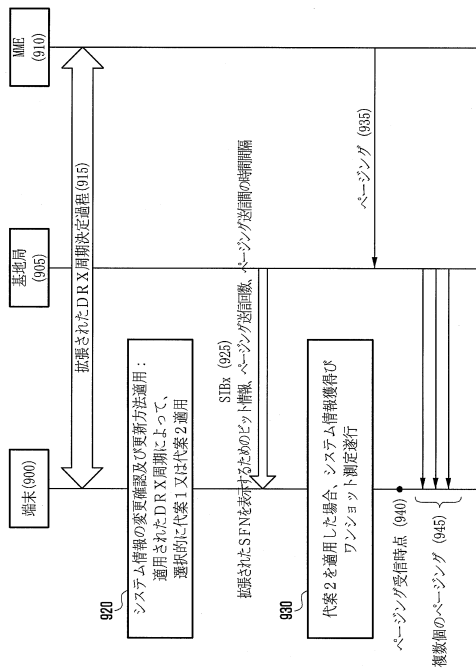 端末 (900)
基地局
(905)
MME
(910)
拡張されたDRX周期決定過程 (915)
920
システム情報の変更確認及び更新方法適用：
適用されたDRX周期によって、
選択的に代案1又は代案2適用
SIBx (925)
拡張されたSFNを表示するためのビット情報、ページング送信回数、ページング送信間の時間間隔
930
代案2を適用した場合、システム情報獲得び
ワンショット測定遂行
ページング (935)
ページング受信時点 (940)
複数個のページング (945)